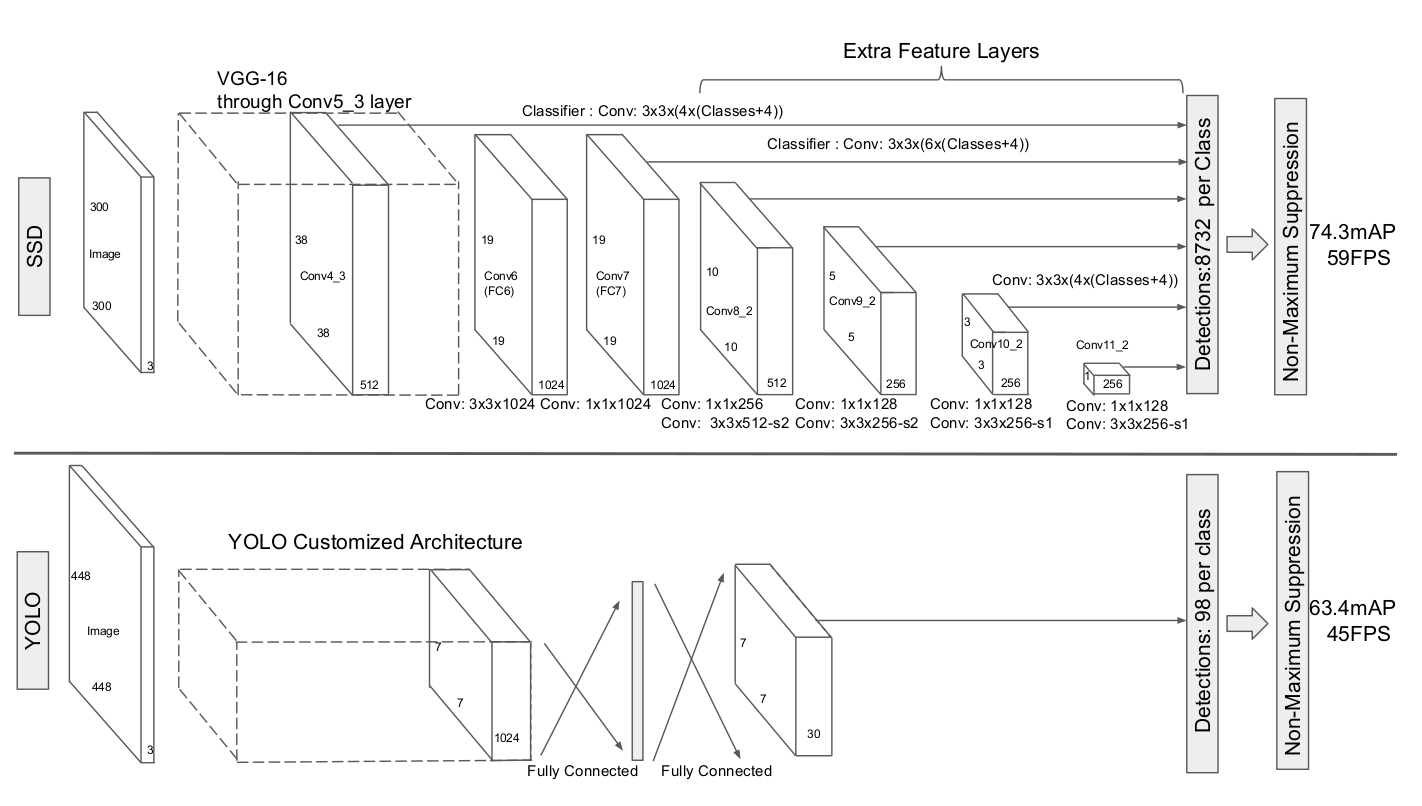 Extra Feature Layers
VGG-16
through Conv5_3 layer
Classifier : Conv: 3x3x(4x(Classes+4))
Classifier : Conv: 3x3x(6x(Classes+4))
SSD
300
Image
300
3
38
Conv4_3
38
512
19
Conv6
(FC6)
19
1024
19
Conv7
(FC7)
19
1024
10
Conv8_2
10
512
5
Conv9_2
5
256
Conv: 3x3x(4x(Classes+4))
3
Conv10_2
3
256
Conv11_2
1
256
Conv: 3x3x1024
Conv: 1x1x1024
Conv: 1x1x256
Conv: 3x3x512-s2
Conv: 1x1x128
Conv: 3x3x256-s2
Conv: 1x1x128
Conv: 3x3x256-s1
Conv: 1x1x128
Conv: 3x3x256-s1
Detections:8732 per Class
Non-Maximum Suppression
74.3mAP
59FPS
YOLO
448
Image
448
3
YOLO Customized Architecture
7
7
1024
Fully Connected
Fully Connected
7
7
30
Detections: 98 per class
Non-Maximum Suppression
63.4mAP
45FPS